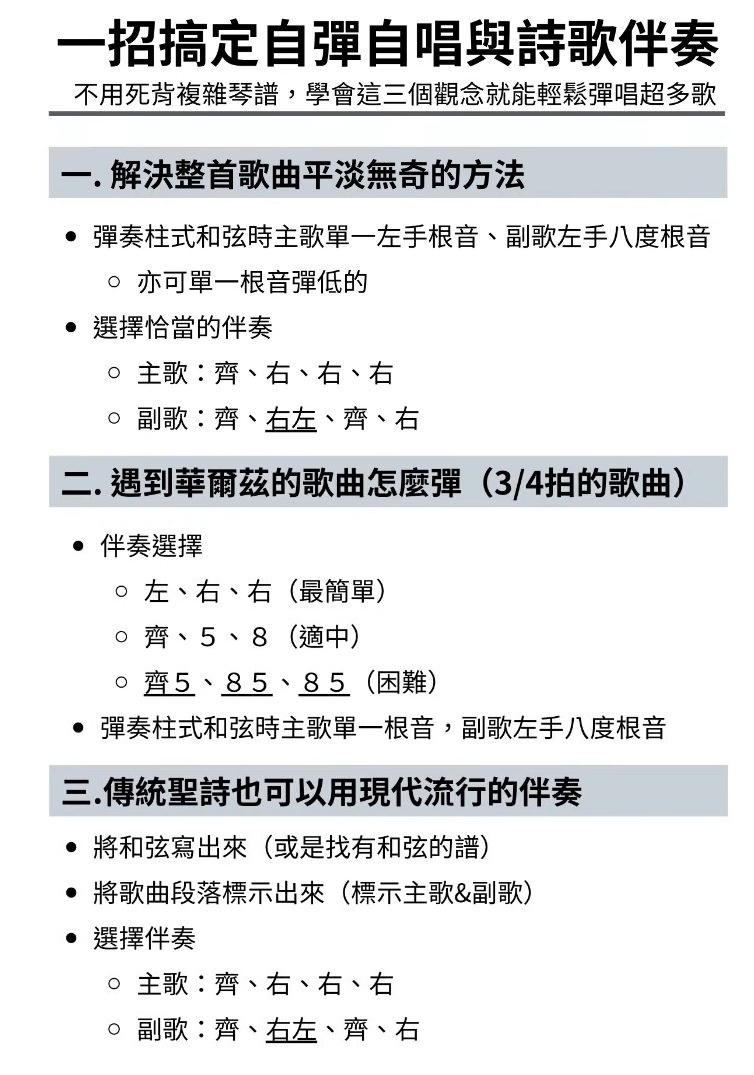 一招搞定自彈自唱與詩歌伴奏
不用死背複雜琴譜，學會這三個觀念就能輕鬆彈唱超多歌
一. 解決整首歌曲平淡無奇的方法
• 彈奏柱式和弦時主歌單一左手根音、副歌左手八度根音
○ 亦可單一根音彈低的
• 選擇恰當的伴奏
○ 主歌：齊、右、右、右
○ 副歌：齊、右左、齊、右
二. 遇到華爾茲的歌曲怎麼彈（3/4拍的歌曲）
• 伴奏選擇
○ 左、右、右（最簡單）
○ 齊、５、８（適中）
○ 齊５、８５、８５（困難）
• 彈奏柱式和弦時主歌單一根音，副歌左手八度根音
三.傳統聖詩也可以用現代流行的伴奏
• 將和弦寫出來（或是找有和弦的譜）
• 將歌曲段落標示出來（標示主歌&副歌）
• 選擇伴奏
○ 主歌：齊、右、右、右
○ 副歌：齊、右左、齊、右